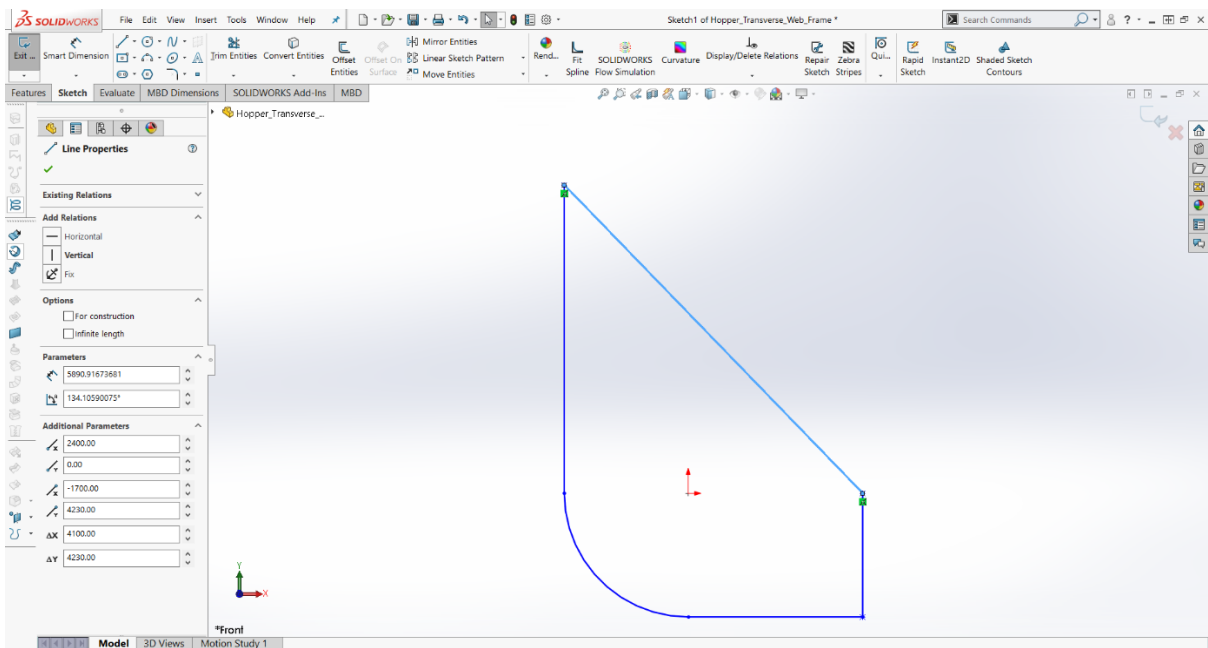 SOLIDWORKS File Edit View Insert Tools Window Help Sketch1 of Hopper_Transverse_Web_Frame * Search Commands ?
Exit ... Smart Dimension Trim Entities Convert Entities Offset Entities Offset On Surface Mirror Entities Linear Sketch Pattern Move Entities Rend... Fit Spline SOLIDWORKS Flow Simulation Curvature Display/Delete Relations Repair Sketch Zebra Stripes Qui... Rapid Sketch Instant2D Shaded Sketch Contours
Features Sketch Evaluate MBD Dimensions SOLIDWORKS Add-Ins MBD
Hopper_Transverse_...
Line Properties
Existing Relations
Add Relations
Horizontal
Vertical
Fix
Options
For construction
Infinite length
Parameters
5890.91673681
134.10590075°
Additional Parameters
2400.00
0.00
-1700.00
4230.00
ΔX 4100.00
ΔY 4230.00
Y
X
*Front
Model 3D Views Motion Study 1